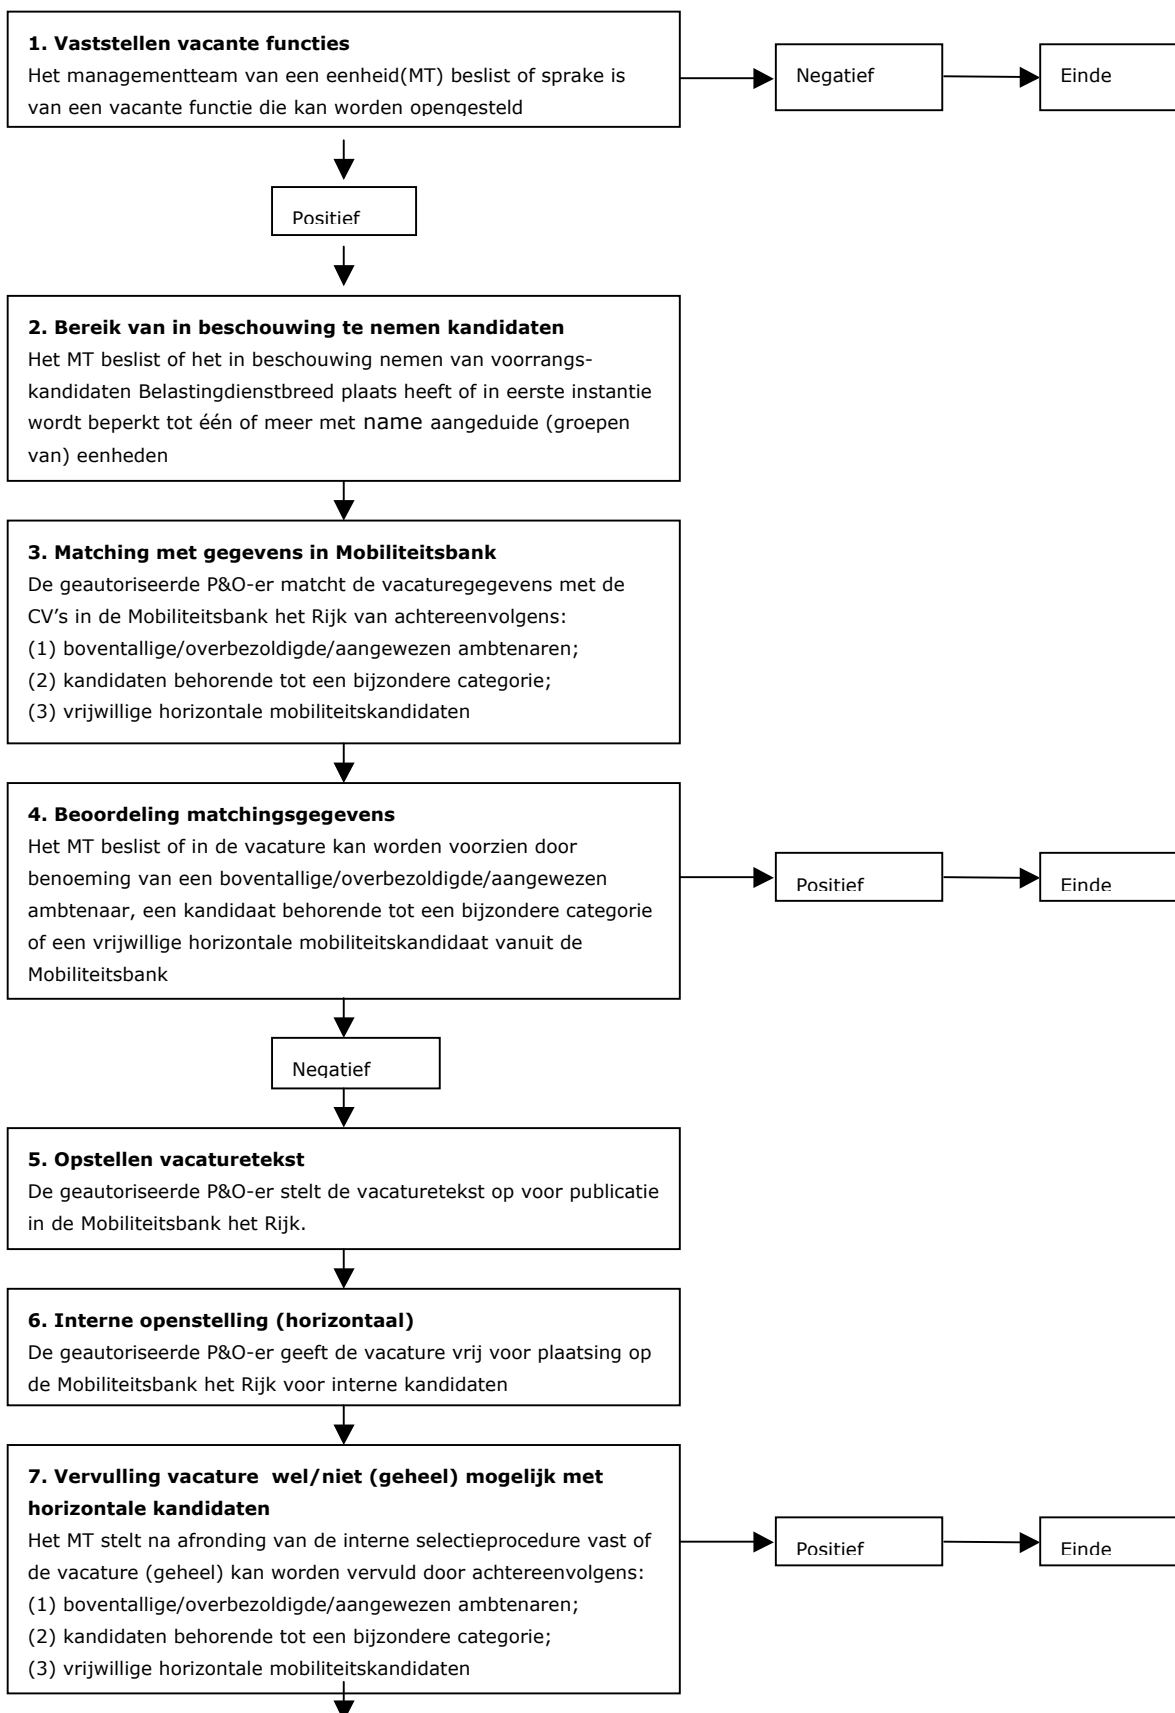 1. Vaststellen vacante functies
Het managementteam van een eenheid(MT) beslist of sprake is
van een vacante functie die kan worden opengesteld
Negatief
Einde
Positief
2. Bereik van in beschouwing te nemen kandidaten
Het MT beslist of het in beschouwing nemen van voorrangs-
kandidaten Belastingdienstbreed plaats heeft of in eerste instantie
wordt beperkt tot één of meer met name aangeduide (groepen
van) eenheden
3. Matching met gegevens in Mobiliteitsbank
De geautoriseerde P&O-er matcht de vacaturegegevens met de
CV’s in de Mobiliteitsbank het Rijk van achtereenvolgens:
(1) boventallige/overbezoldigde/aangewezen ambtenaren;
(2) kandidaten behorende tot een bijzondere categorie;
(3) vrijwillige horizontale mobiliteitskandidaten
4. Beoordeling matchingsgegevens
Het MT beslist of in de vacature kan worden voorzien door
benoeming van een boventallige/overbezoldigde/aangewezen
ambtenaar, een kandidaat behorende tot een bijzondere categorie
of een vrijwillige horizontale mobiliteitskandidaat vanuit de
Mobiliteitsbank
Positief
Einde
Negatief
5. Opstellen vacaturetekst
De geautoriseerde P&O-er stelt de vacaturetekst op voor publicatie
in de Mobiliteitsbank het Rijk.
6. Interne openstelling (horizontaal)
De geautoriseerde P&O-er geeft de vacature vrij voor plaatsing op
de Mobiliteitsbank het Rijk voor interne kandidaten
7. Vervulling vacature  wel/niet (geheel) mogelijk met
horizontale kandidaten
Het MT stelt na afronding van de interne selectieprocedure vast of
de vacature (geheel) kan worden vervuld door achtereenvolgens:
(1) boventallige/overbezoldigde/aangewezen ambtenaren;
(2) kandidaten behorende tot een bijzondere categorie;
(3) vrijwillige horizontale mobiliteitskandidaten
Positief
Einde